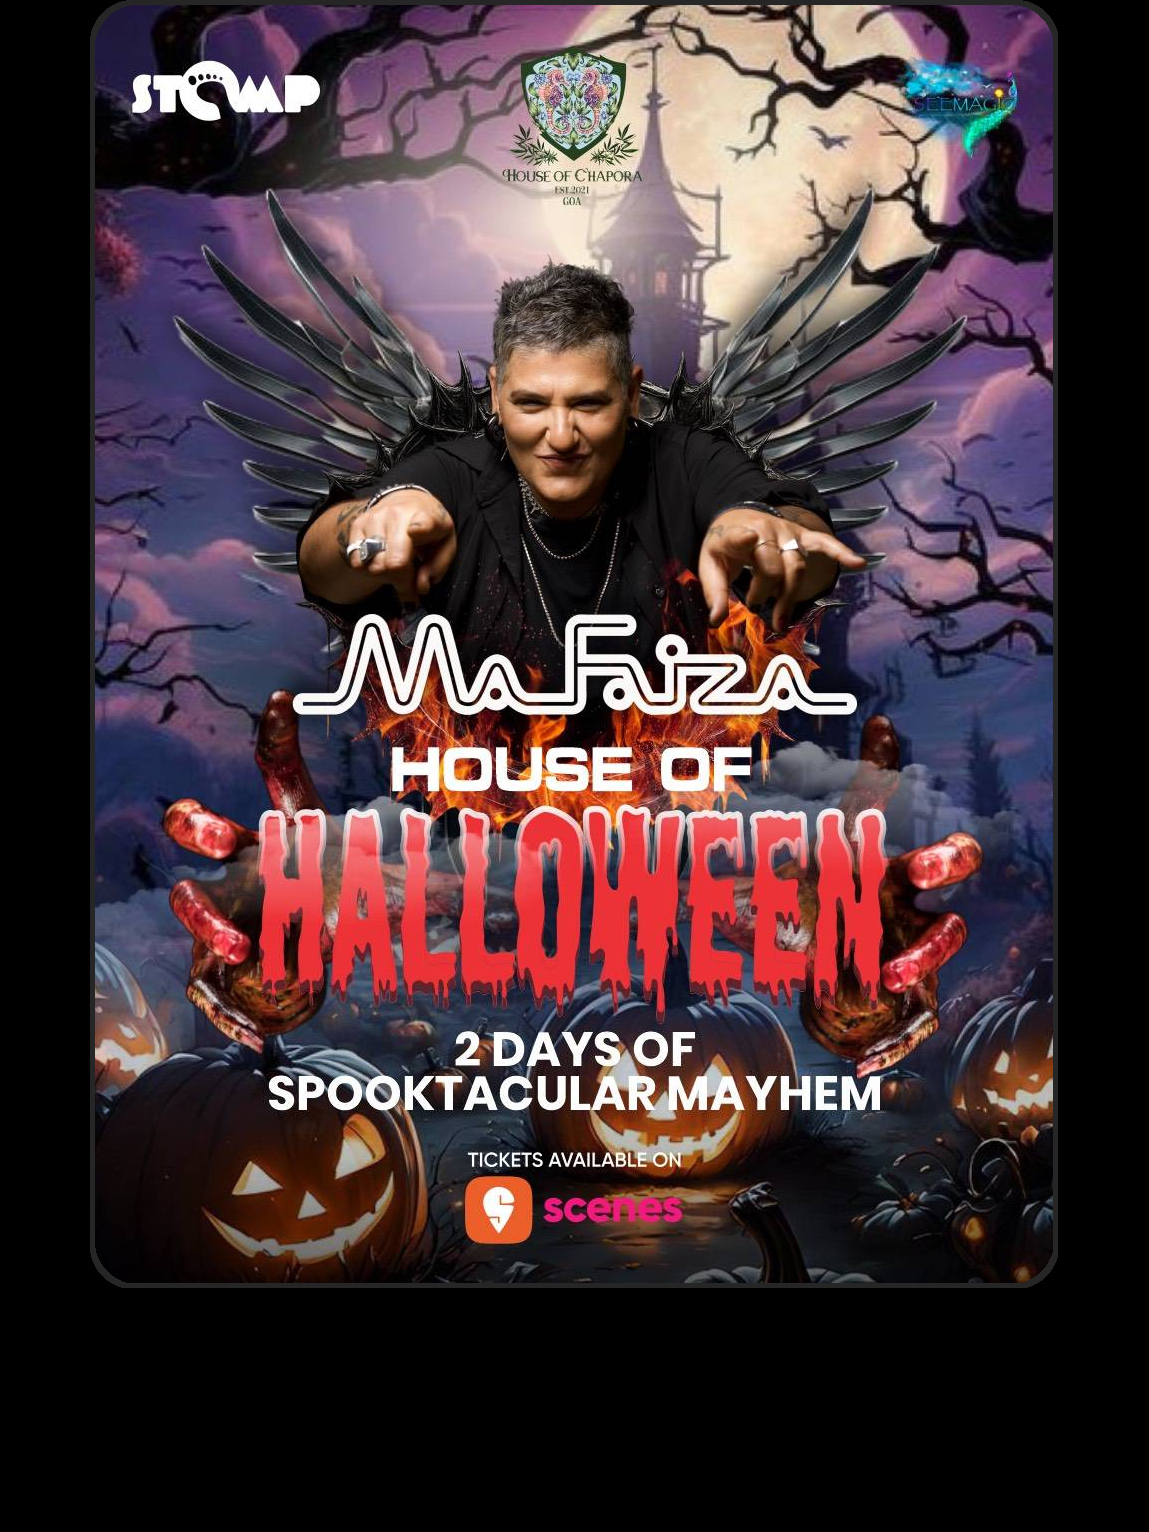 STOMP
HOUSE OF CHAPORA
EST.2021
GOA
SEEMAGIC
MaFaiza
HOUSE OF
HALLOWEEN
2 DAYS OF
SPOOKTACULAR MAYHEM
TICKETS AVAILABLE ON
scenes